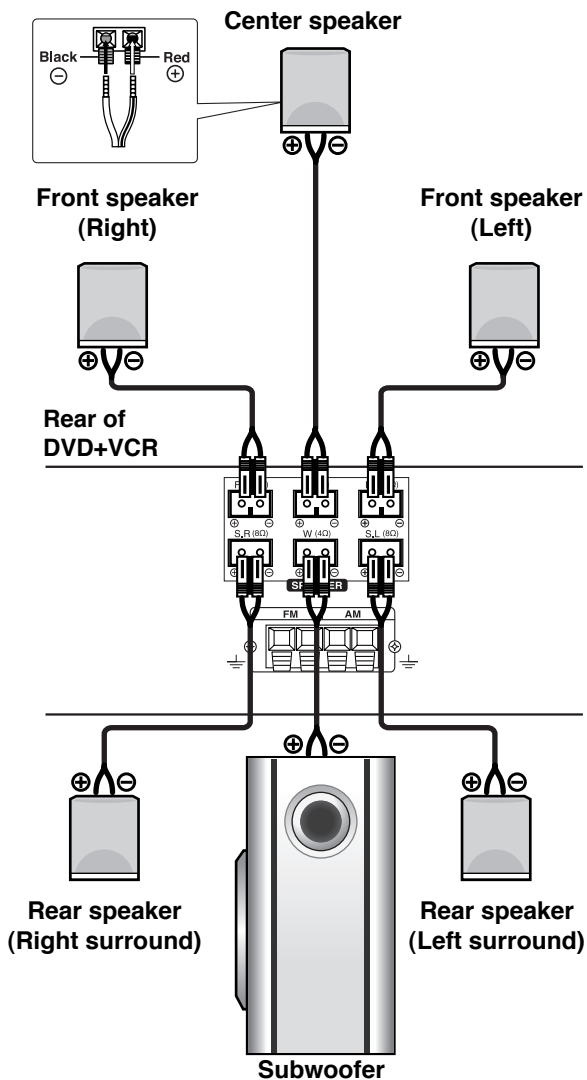 Center speaker
Black
Red
⊖
⊕
⊕ ⊖
Front speaker
(Right)
Front speaker
(Left)
⊕ ⊖
⊕ ⊖
Rear of
DVD+VCR
⊕ ⊖ ⊕ ⊖ ⊕ ⊖
S.R (8Ω) W (4Ω) S.L (8Ω)
FM AM
⊕ ⊖
⊕ ⊖
⊕ ⊖
Rear speaker
(Right surround)
Rear speaker
(Left surround)
Subwoofer